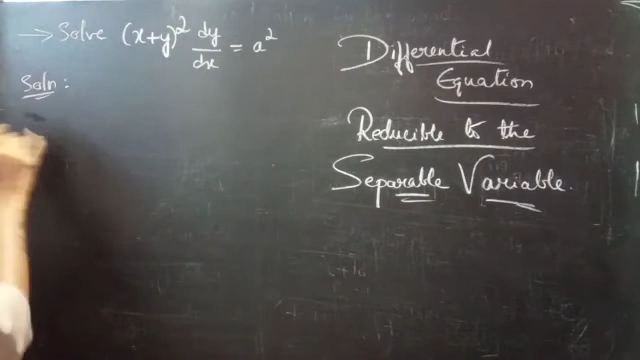 → Solve (x+y)² dy/dx = a²
Soln :
Differential
Equation
Reducible to the
Separable Variable.